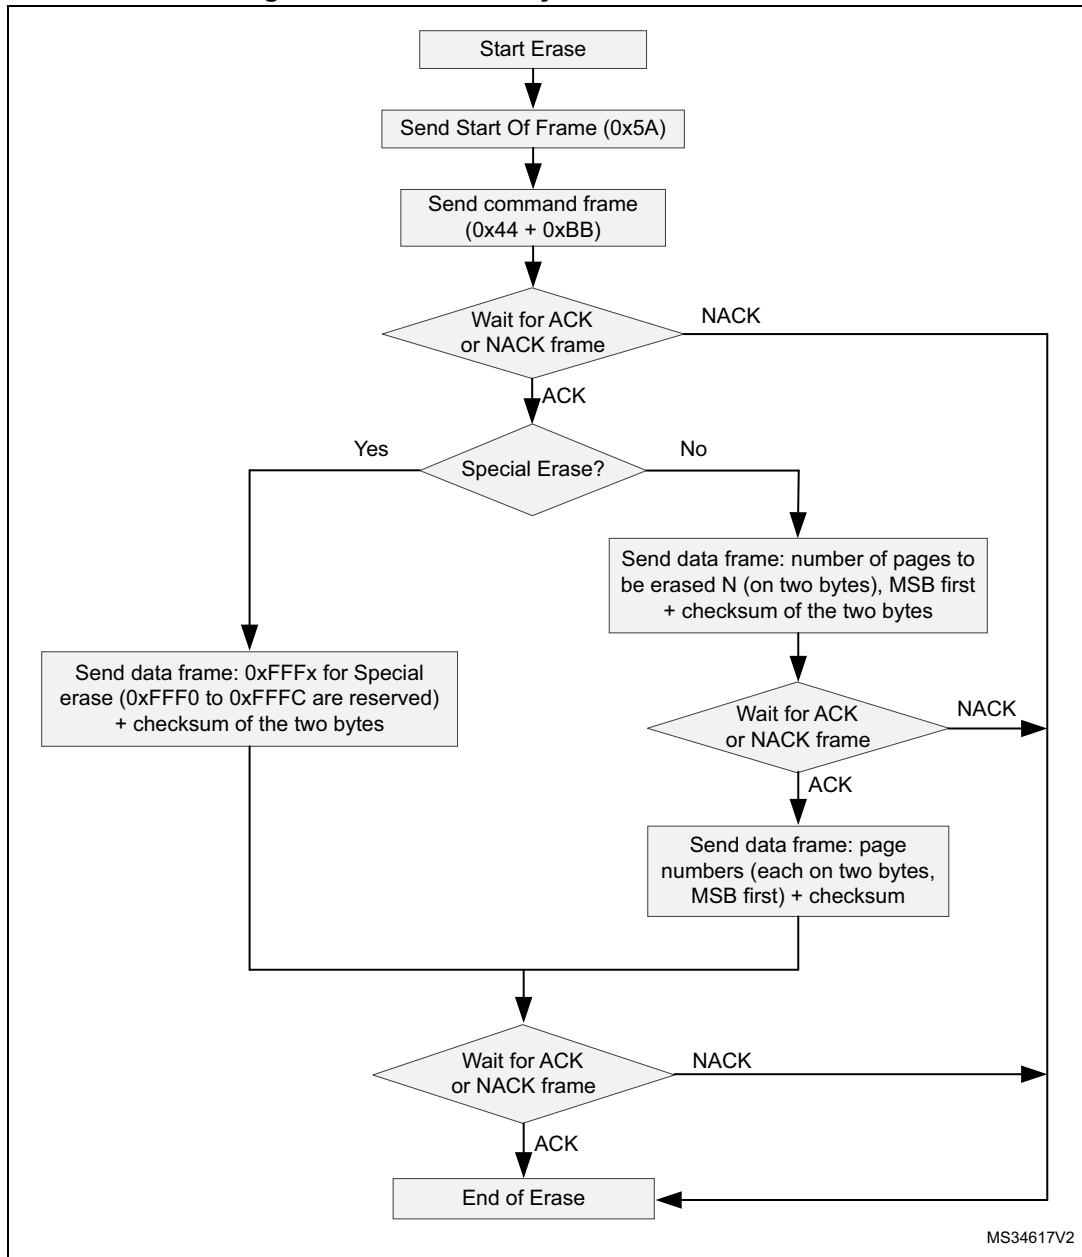 Start Erase
Send Start Of Frame (0x5A)
Send command frame
(0x44 + 0xBB)
Wait for ACK
or NACK frame
NACK
ACK
Yes
Special Erase?
No
Send data frame: number of pages to
be erased N (on two bytes), MSB first
+ checksum of the two bytes
Send data frame: 0xFFFx for Special
erase (0xFFF0 to 0xFFFC are reserved)
+ checksum of the two bytes
Wait for ACK
or NACK frame
NACK
ACK
Send data frame: page
numbers (each on two bytes,
MSB first) + checksum
Wait for ACK
or NACK frame
NACK
ACK
End of Erase
MS34617V2